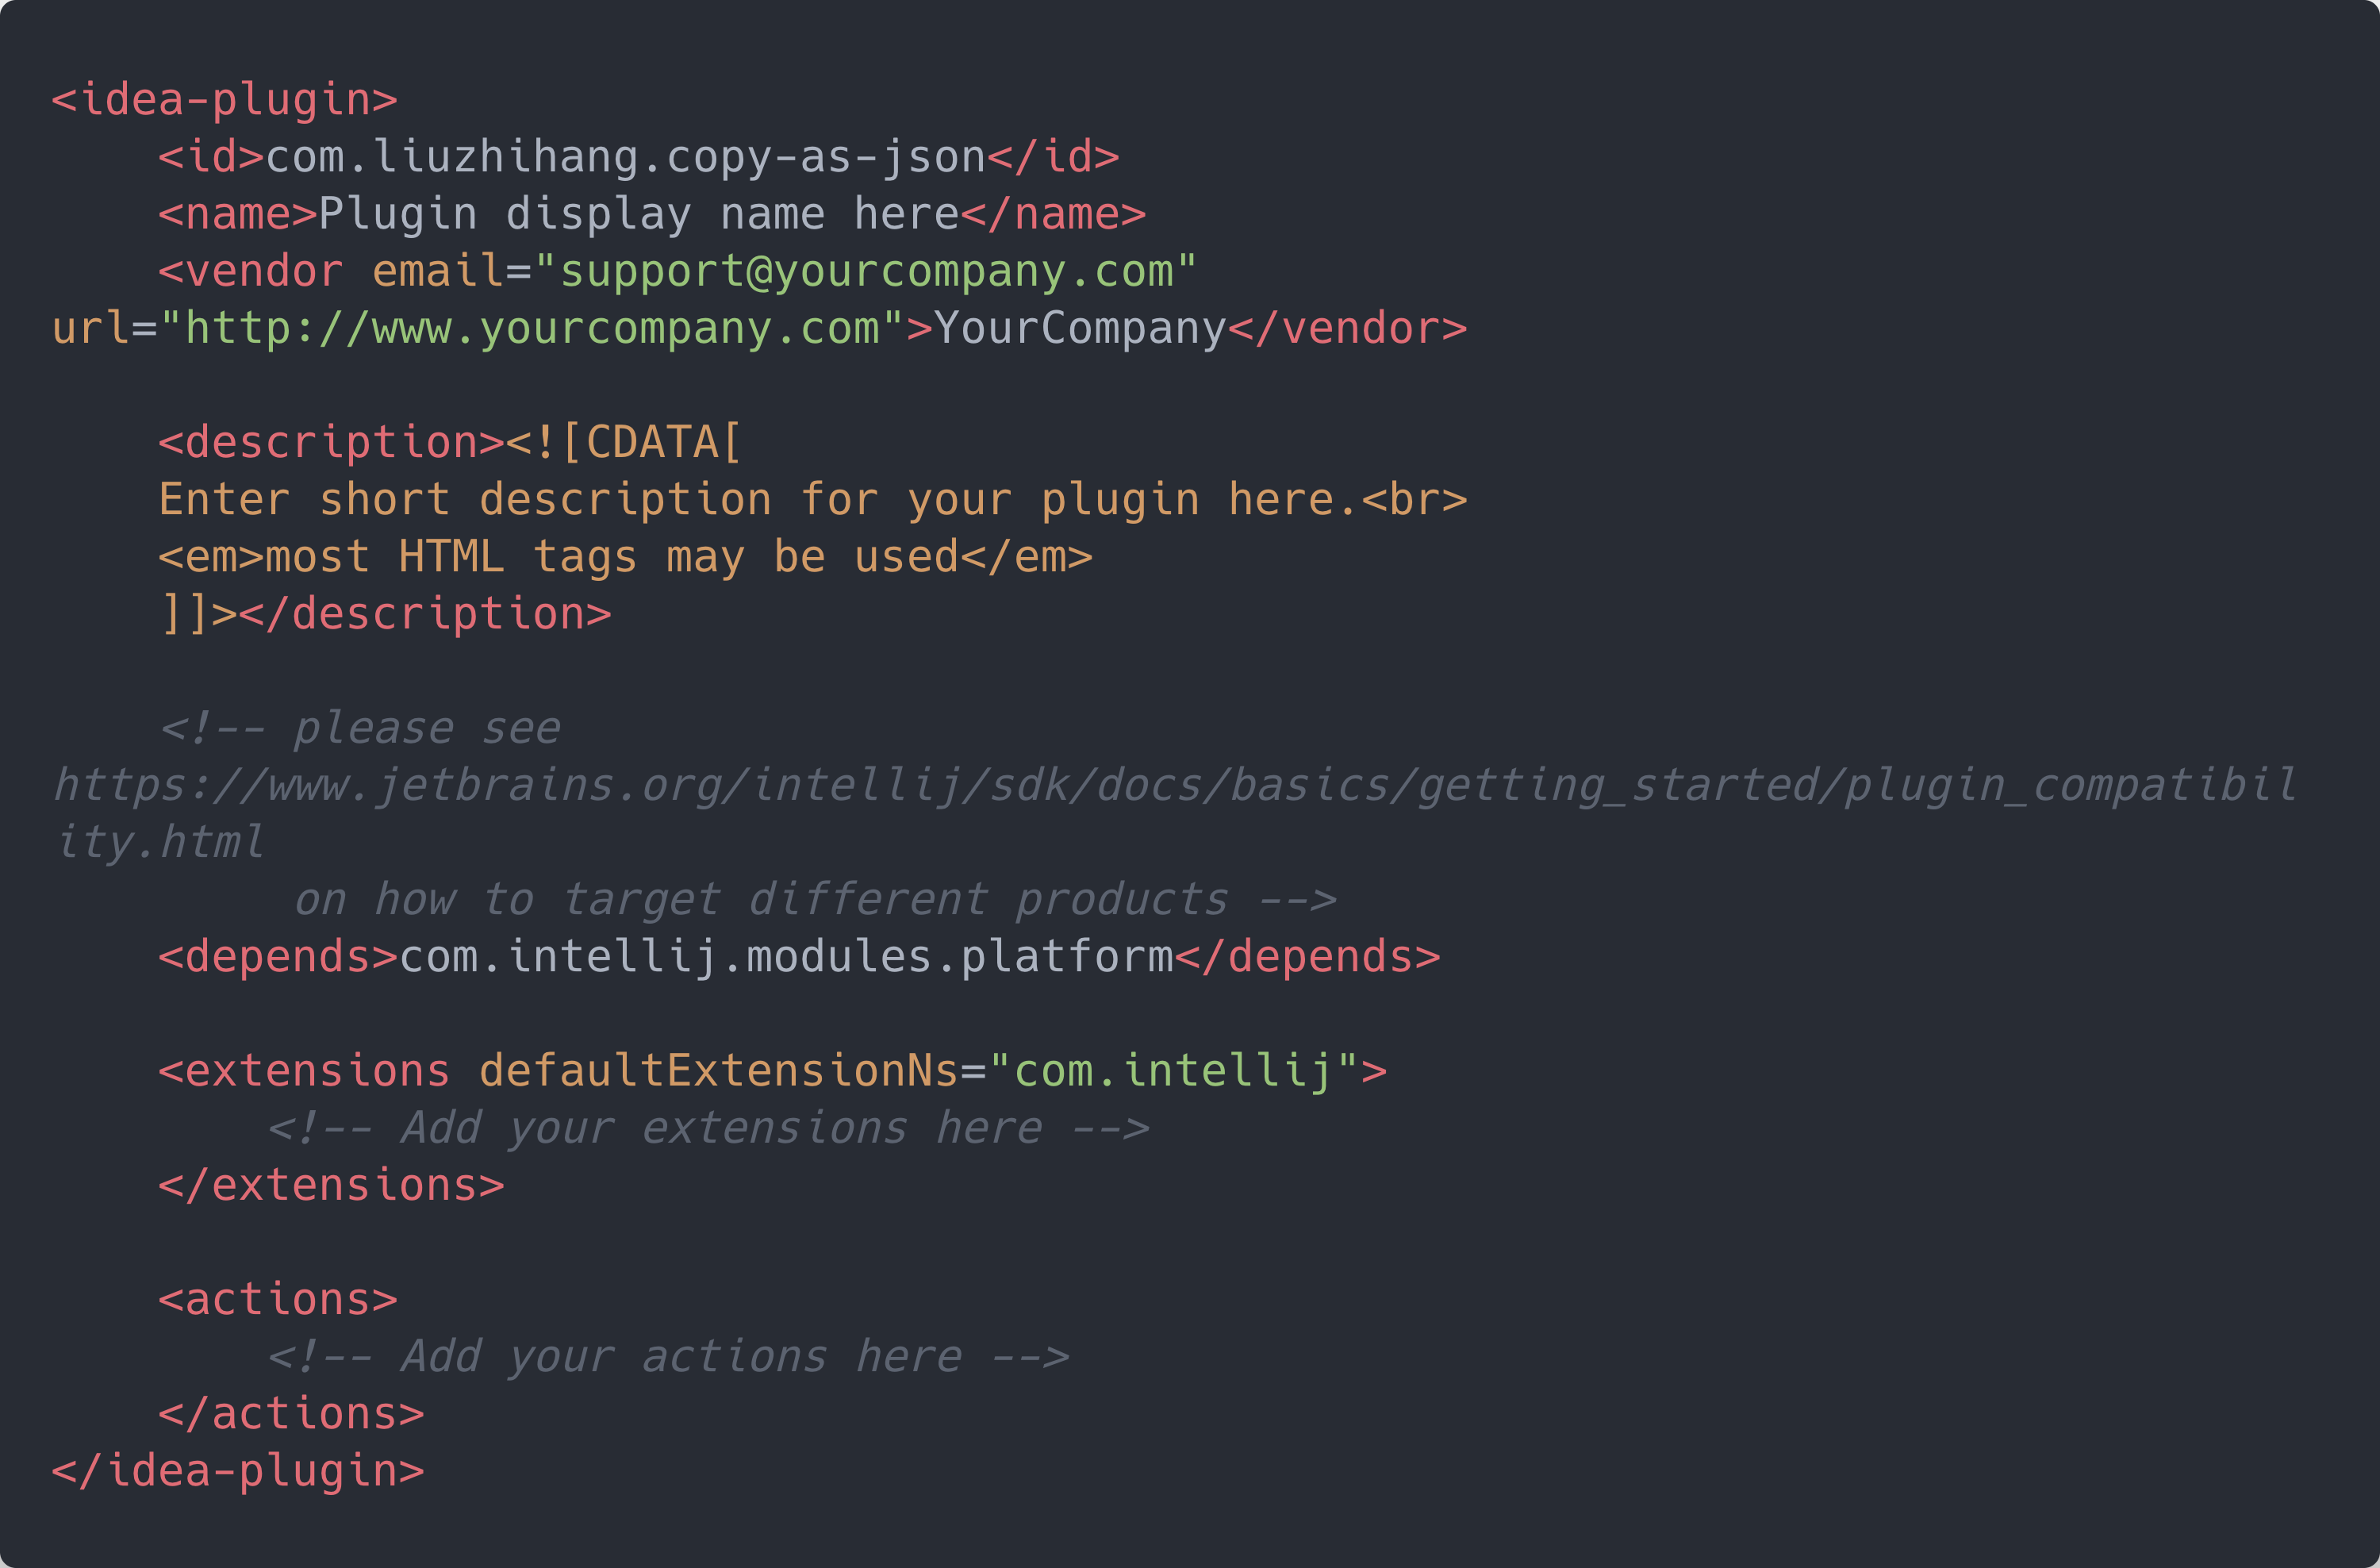 <idea-plugin>
    <id>com.liuzhihang.copy-as-json</id>
    <name>Plugin display name here</name>
    <vendor email="support@yourcompany.com"
url="http://www.yourcompany.com">YourCompany</vendor>

    <description><![CDATA[
    Enter short description for your plugin here.<br>
    <em>most HTML tags may be used</em>
    ]]></description>

    <!-- please see
https://www.jetbrains.org/intellij/sdk/docs/basics/getting_started/plugin_compatibil
ity.html
         on how to target different products -->
    <depends>com.intellij.modules.platform</depends>

    <extensions defaultExtensionNs="com.intellij">
        <!-- Add your extensions here -->
    </extensions>

    <actions>
        <!-- Add your actions here -->
    </actions>
</idea-plugin>